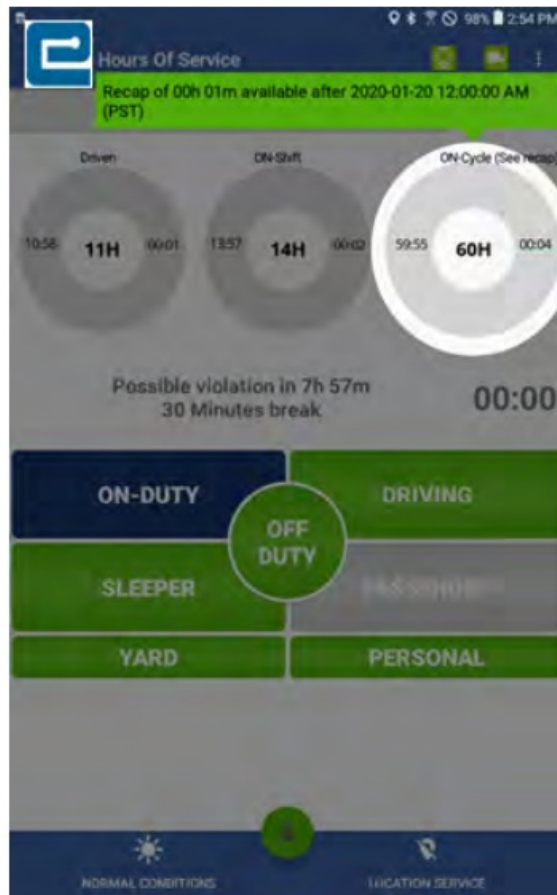 98% 2:54 PM
Hours Of Service
Recap of 00h 01m available after 2020-01-20 12:00:00 AM
(PST)
Driven
ON-Shift
ON-Cycle (See recap)
10:58 11H 00:01
13:57 14H 00:02
59:55 60H 00:04
Possible violation in 7h 57m
30 Minutes break
00:00
ON-DUTY
DRIVING
OFF
DUTY
SLEEPER
YARD
PERSONAL
NORMAL CONDITIONS
LOCATION SERVICE